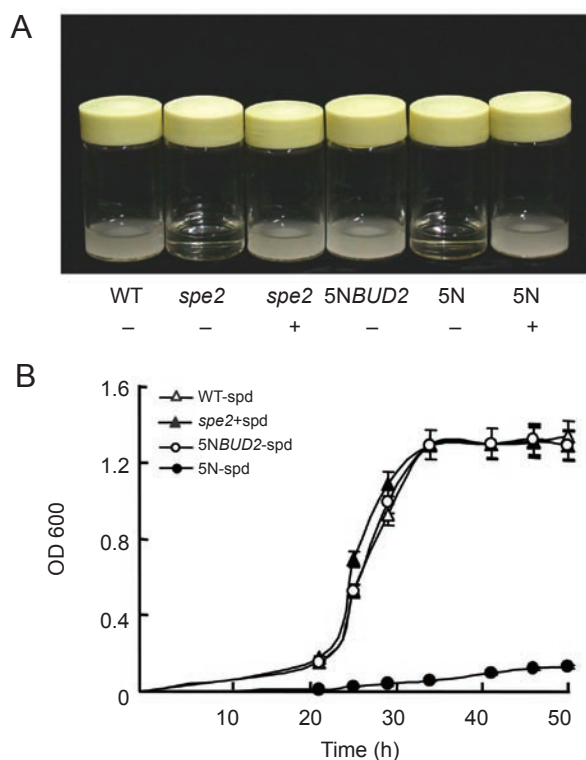 A
WT spe2 spe2 5NBUD2 5N 5N
– – + – – +
B
1.6
WT-spd
spe2+spd
5NBUD2-spd
5N-spd
1.2
0.8
0.4
0
OD 600
10 20 30 40 50
Time (h)